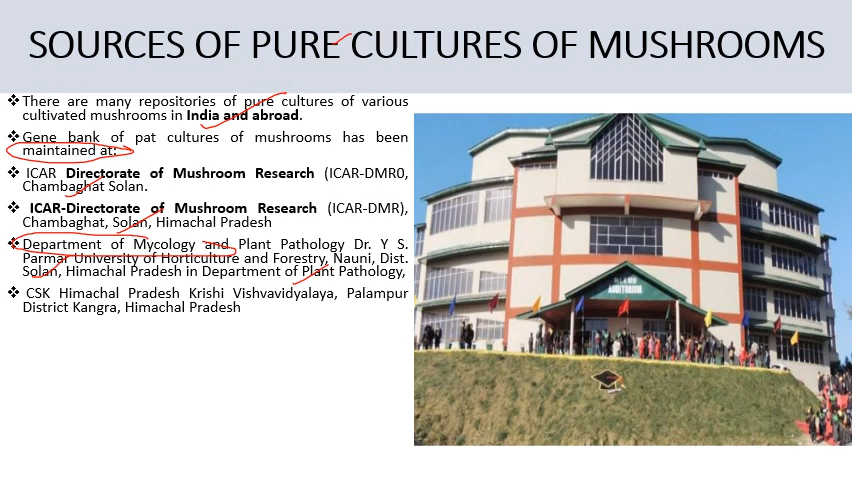 SOURCES OF PURE CULTURES OF MUSHROOMS
❖There are many repositories of pure cultures of various
cultivated mushrooms in India and abroad.
❖Gene bank of pat cultures of mushrooms has been
maintained at:
❖ ICAR Directorate of Mushroom Research (ICAR-DMR0,
Chambaghat Solan.
❖ ICAR-Directorate of Mushroom Research (ICAR-DMR),
Chambaghat, Solan, Himachal Pradesh
❖Department of Mycology and Plant Pathology Dr. Y S.
Parmar University of Horticulture and Forestry, Nauni, Dist.
Solan, Himachal Pradesh in Department of Plant Pathology,
❖ CSK Himachal Pradesh Krishi Vishvavidyalaya, Palampur
District Kangra, Himachal Pradesh
AUDITORIUM